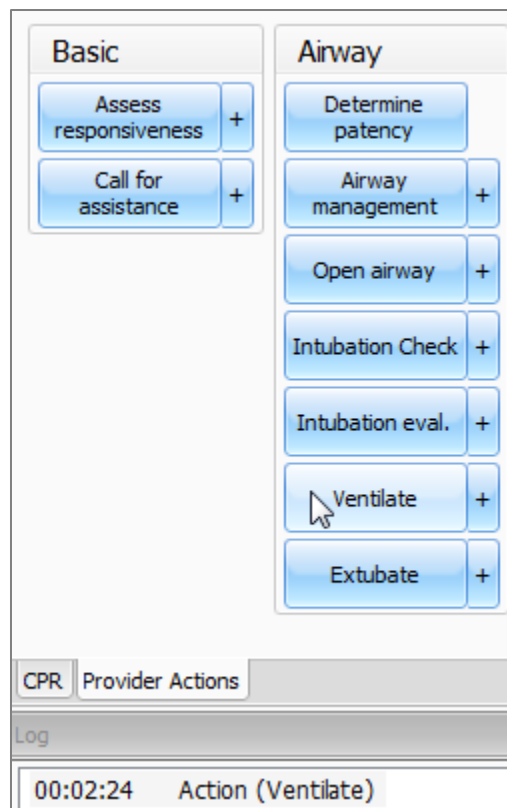 Basic
Assess
responsiveness
+
Call for
assistance
+
Airway
Determine
patency
Airway
management
+
Open airway
+
Intubation Check
+
Intubation eval.
+
Ventilate
+
Extubate
+
CPR
Provider Actions
Log
00:02:24 Action (Ventilate)